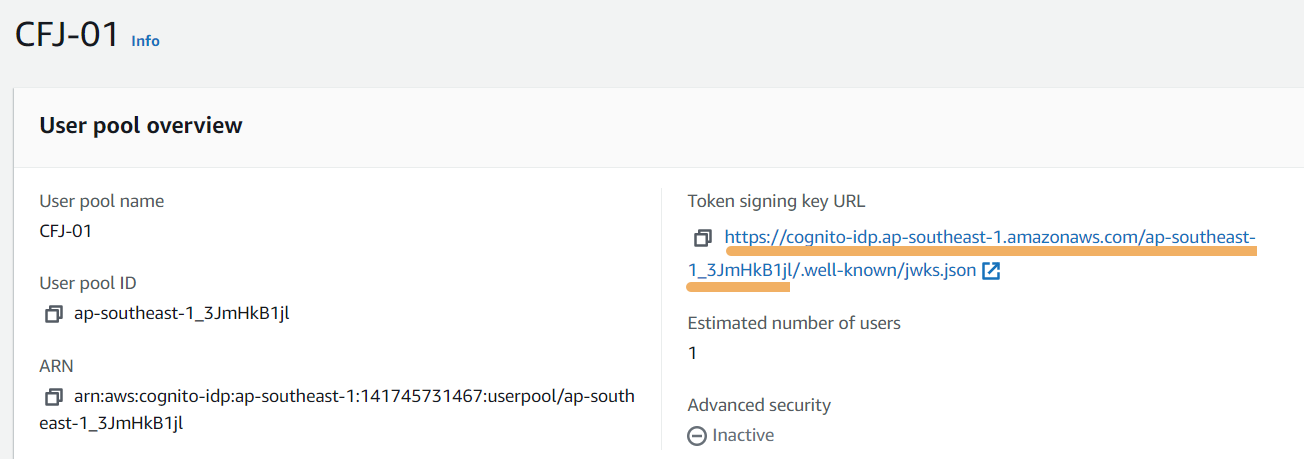 CFJ-01 Info
User pool overview
User pool name
CFJ-01
User pool ID
ap-southeast-1_3JmHkB1jl
ARN
arn:aws:cognito-idp:ap-southeast-1:141745731467:userpool/ap-south
east-1_3JmHkB1jl
Token signing key URL
https://cognito-idp.ap-southeast-1.amazonaws.com/ap-southeast-
1_3JmHkB1jl/.well-known/jwks.json
Estimated number of users
1
Advanced security
Inactive